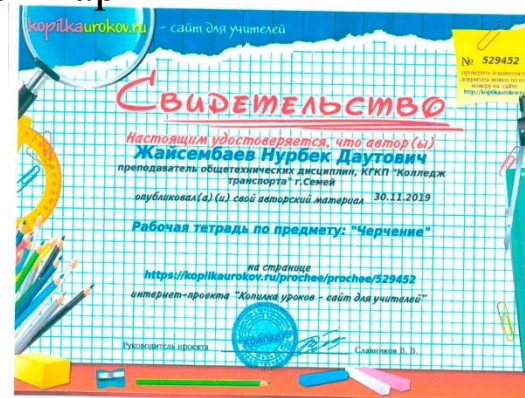 kopilkaurokov.ru - сайт для учителей
№ 529452
СВИДЕТЕЛЬСТВО
Настоящим удостоверяется, что автор(ы)
Жайсембаев Нурбек Даутович
преподаватель общетехнических дисциплин, КГКП "Колледж
транспорта" г.Семей
опубликовал(а)(и) свой авторский материал 30.11.2019
Рабочая тетрадь по предмету: "Черчение"
на странице
https://kopilkaurokov.ru/prochee/prochee/529452
интернет-проекта "Копилка уроков - сайт для учителей"
Руководитель проекта Славников В. В.